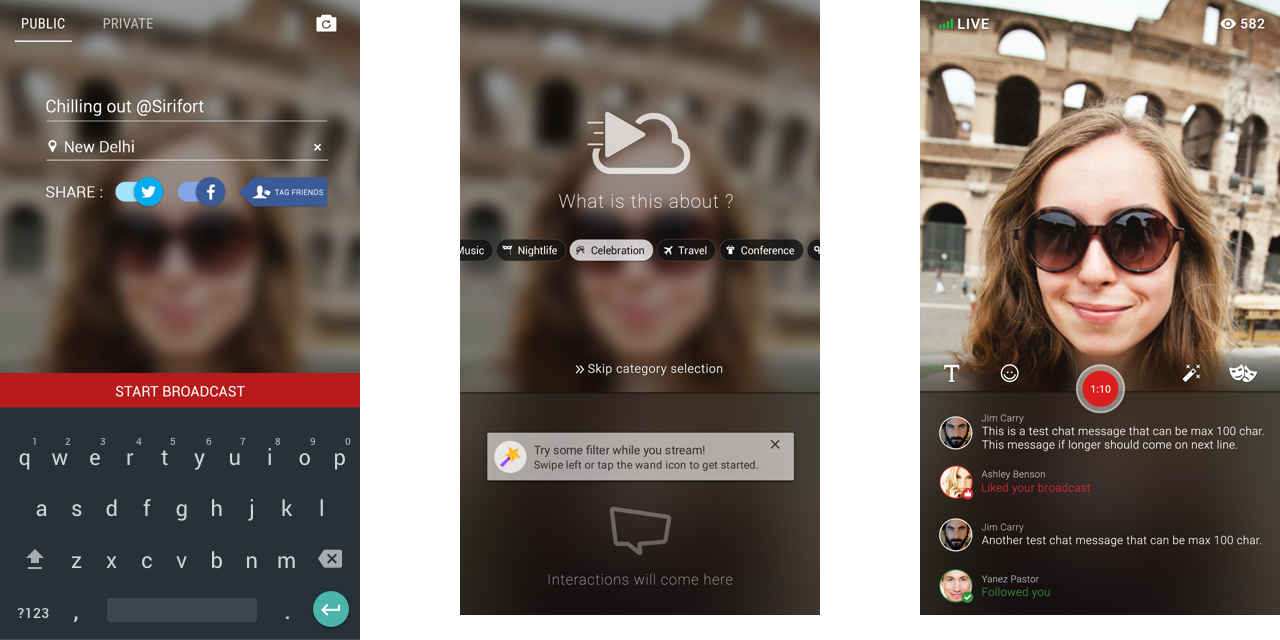 PUBLIC PRIVATE
Chilling out @Sirifort
New Delhi ×
SHARE : TAG FRIENDS
START BROADCAST
1 2 3 4 5 6 7 8 9 0
q w e r t y u i o p
a s d f g h j k l
z x c v b n m
?123 , .
What is this about ?
Music Nightlife Celebration Travel Conference
Skip category selection
Try some filter while you stream!
Swipe left or tap the wand icon to get started.
Interactions will come here
LIVE 582
T
1:10
Jim Carry
This is a test chat message that can be max 100 char.
This message if longer should come on next line.
Ashley Benson
Liked your broadcast
Jim Carry
Another test chat message that can be max 100 char.
Yanez Pastor
Followed you